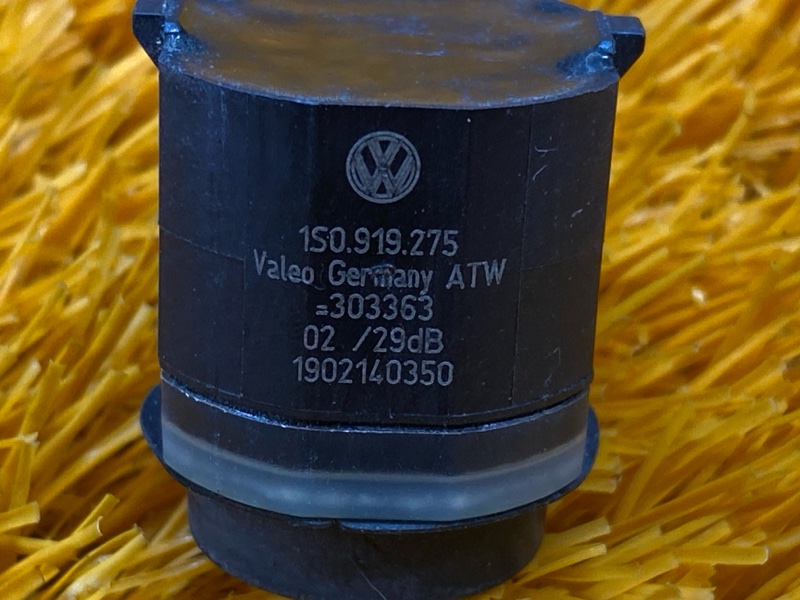 1S0.919.275
Valeo Germany ATW
=303363
02 /29dB
1902140350